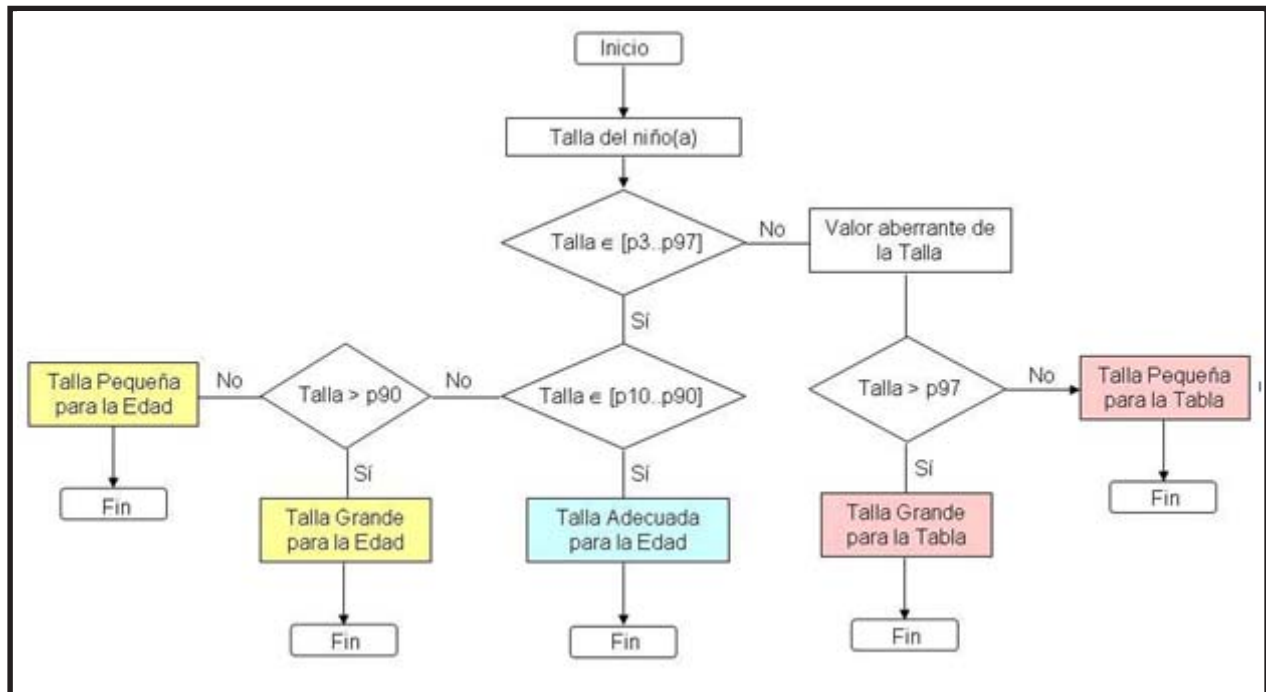 Inicio
Talla del niño(a)
Talla ∈ [p3..p97]
No
Valor aberrante de
la Talla
Sí
Talla Pequeña
para la Edad
No
Talla > p90
No
Talla ∈ [p10..p90]
Talla > p97
No
Talla Pequeña
para la Tabla
Sí
Sí
Sí
Fin
Talla Grande
para la Edad
Talla Adecuada
para la Edad
Talla Grande
para la Tabla
Fin
Fin
Fin
Fin